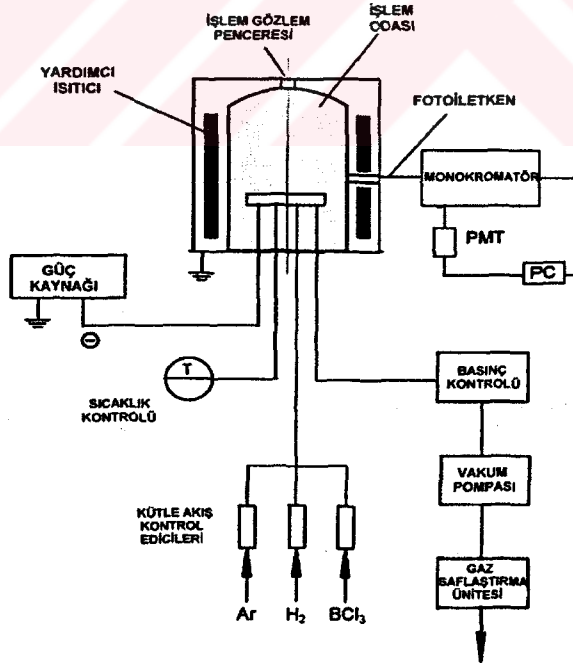 İŞLEM GÖZLEM
PENCERESİ
İŞLEM
ODASI
YARDIMCI
ISITICI
FOTOİLETKEN
MONOKROMATÖR
PMT
PC
GÜÇ
KAYNAĞI
T
SICAKLIK
KONTROLÜ
BASINÇ
KONTROLÜ
VAKUM
POMPASI
KÜTLE AKIŞ
KONTROL
EDİCİLERİ
GAZ
SAFLAŞTIRMA
ÜNİTESİ
Ar H₂ BCl₃